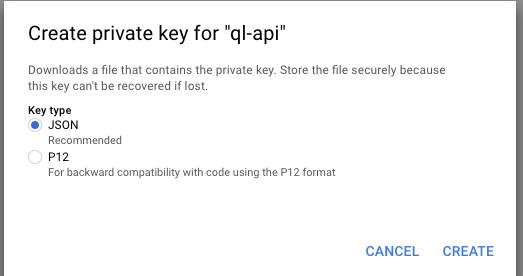 Create private key for "ql-api"
Downloads a file that contains the private key. Store the file securely because
this key can't be recovered if lost.
Key type
JSON
Recommended
P12
For backward compatibility with code using the P12 format
CANCEL CREATE